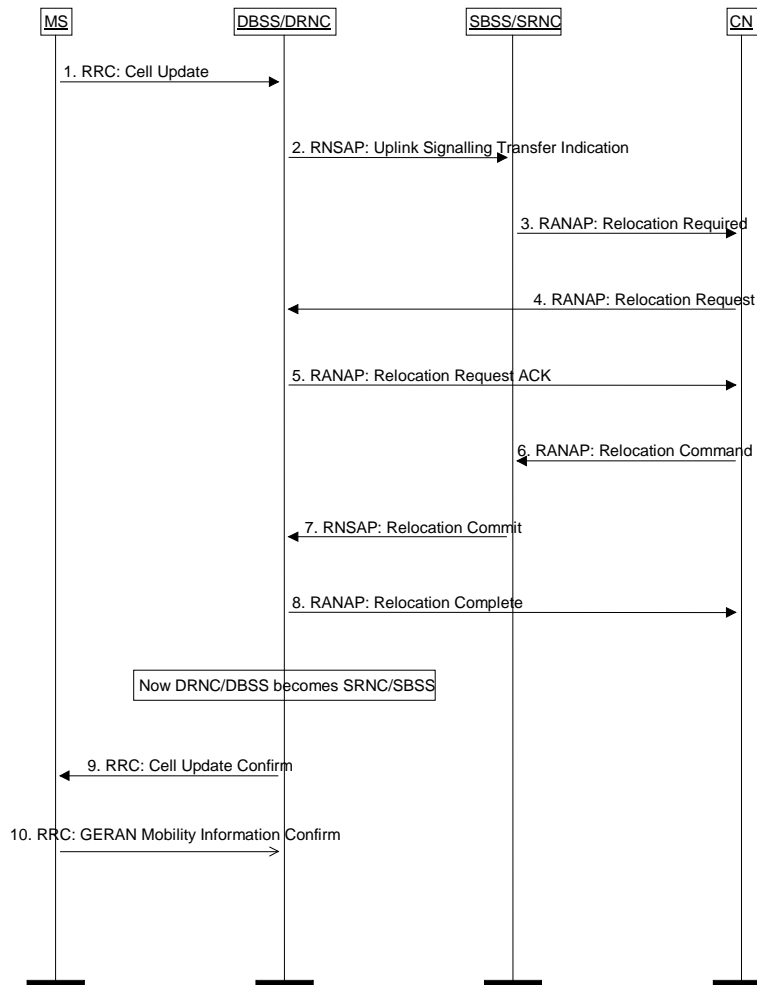 MS
DBSS/DRNC
SBSS/SRNC
CN
1. RRC: Cell Update
2. RNSAP: Uplink Signalling Transfer Indication
3. RANAP: Relocation Required
4. RANAP: Relocation Request
5. RANAP: Relocation Request ACK
6. RANAP: Relocation Command
7. RNSAP: Relocation Commit
8. RANAP: Relocation Complete
Now DRNC/DBSS becomes SRNC/SBSS
9. RRC: Cell Update Confirm
10. RRC: GERAN Mobility Information Confirm